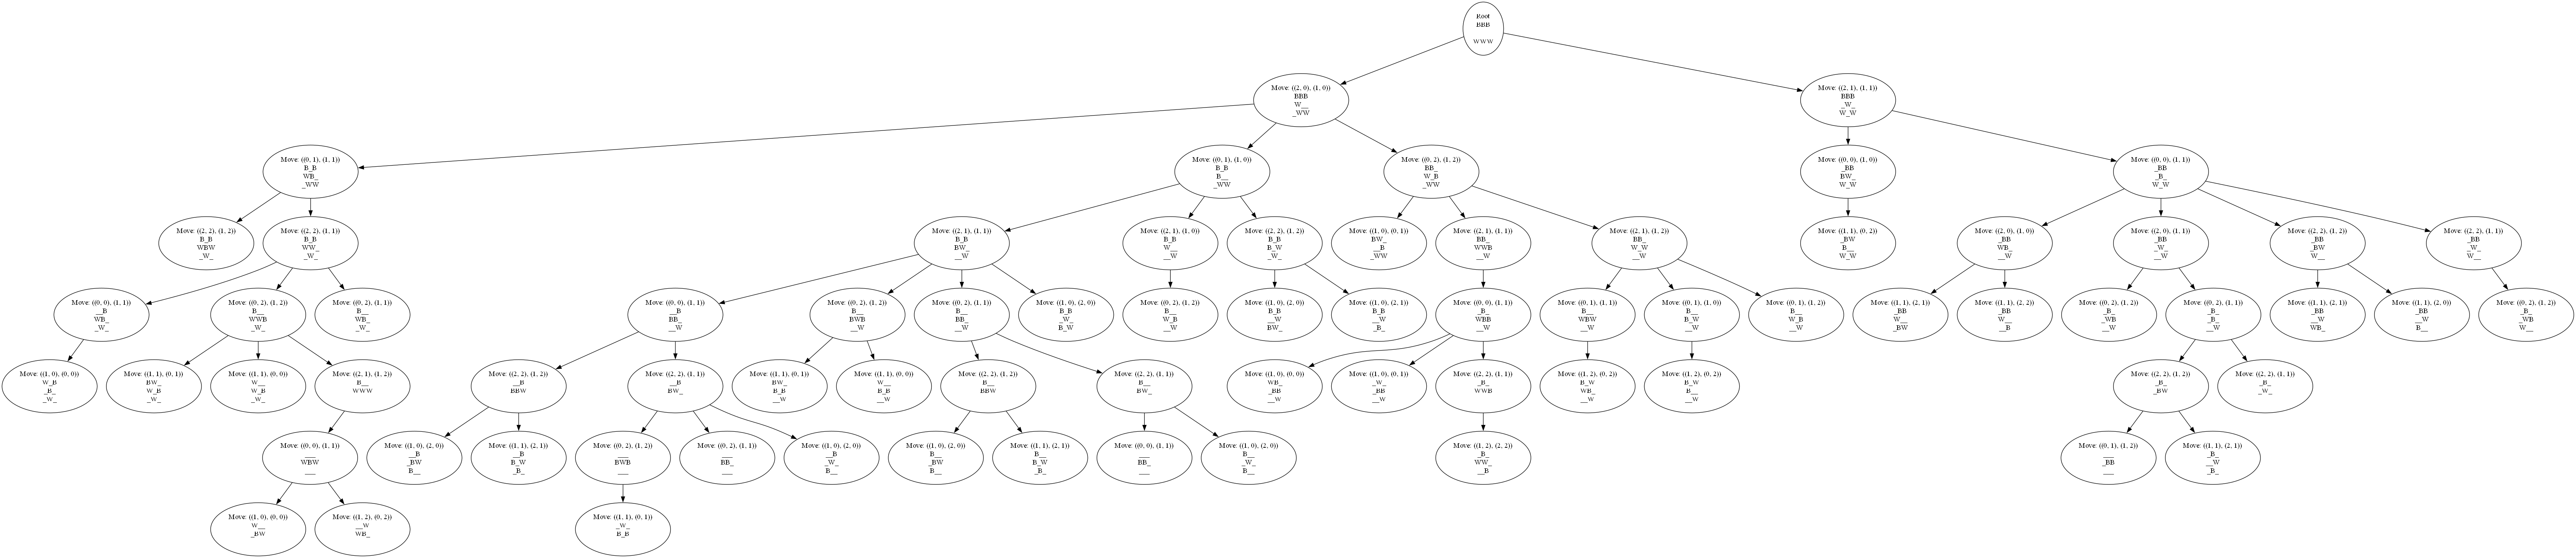 Root
BBB
WWW
Move: ((2, 0), (1, 0))
BBB
W__
_WW
Move: ((2, 1), (1, 1))
BBB
_W_
W_W
Move: ((0, 1), (1, 1))
B_B
WB_
_WW
Move: ((0, 1), (1, 0))
B_B
B__
_WW
Move: ((0, 2), (1, 2))
BB_
W_B
_WW
Move: ((0, 0), (1, 0))
_BB
BW_
W_W
Move: ((0, 0), (1, 1))
_BB
_B_
W_W
Move: ((2, 2), (1, 2))
B_B
WBW
_W_
Move: ((2, 2), (1, 1))
B_B
WW_
_W_
Move: ((2, 1), (1, 1))
B_B
BW_
__W
Move: ((2, 1), (1, 0))
B_B
W__
__W
Move: ((2, 2), (1, 2))
B_B
B_W
_W_
Move: ((1, 0), (0, 1))
BW_
__B
_WW
Move: ((2, 1), (1, 1))
BB_
WWB
__W
Move: ((2, 1), (1, 2))
BB_
W_W
__W
Move: ((1, 1), (0, 2))
_BW
B__
W_W
Move: ((2, 0), (1, 0))
_BB
WB_
__W
Move: ((2, 0), (1, 1))
_BB
_W_
__W
Move: ((2, 2), (1, 2))
_BB
_BW
W__
Move: ((2, 2), (1, 1))
_BB
_W_
W__
Move: ((0, 0), (1, 1))
__B
WB_
_W_
Move: ((0, 2), (1, 2))
B__
WWB
_W_
Move: ((0, 2), (1, 1))
B__
WB_
_W_
Move: ((0, 0), (1, 1))
__B
BB_
__W
Move: ((0, 2), (1, 2))
B__
BWB
__W
Move: ((0, 2), (1, 1))
B__
BB_
__W
Move: ((1, 0), (2, 0))
B_B
_W_
B_W
Move: ((0, 2), (1, 2))
B__
W_B
__W
Move: ((1, 0), (2, 0))
B_B
__W
BW_
Move: ((1, 0), (2, 1))
B_B
__W
_B_
Move: ((0, 0), (1, 1))
_B_
WBB
__W
Move: ((0, 1), (1, 1))
B__
WBW
__W
Move: ((0, 1), (1, 0))
B__
B_W
__W
Move: ((0, 1), (1, 2))
B__
W_B
__W
Move: ((1, 1), (2, 1))
_BB
W__
_BW
Move: ((1, 1), (2, 2))
_BB
W__
__B
Move: ((0, 2), (1, 2))
_B_
_WB
__W
Move: ((0, 2), (1, 1))
_B_
_B_
__W
Move: ((1, 1), (2, 1))
_BB
__W
WB_
Move: ((1, 1), (2, 0))
_BB
__W
B__
Move: ((0, 2), (1, 2))
_B_
_WB
W__
Move: ((1, 0), (0, 0))
W_B
_B_
_W_
Move: ((1, 1), (0, 1))
BW_
W_B
_W_
Move: ((1, 1), (0, 0))
W__
W_B
_W_
Move: ((2, 1), (1, 2))
B__
WWW
Move: ((2, 2), (1, 2))
__B
BBW
Move: ((2, 2), (1, 1))
__B
BW_
Move: ((1, 1), (0, 1))
BW_
B_B
__W
Move: ((1, 1), (0, 0))
W__
B_B
__W
Move: ((2, 2), (1, 2))
B__
BBW
Move: ((2, 2), (1, 1))
B__
BW_
Move: ((1, 0), (0, 0))
WB_
_BB
__W
Move: ((1, 0), (0, 1))
_W_
_BB
__W
Move: ((2, 2), (1, 1))
_B_
WWB
Move: ((1, 2), (0, 2))
B_W
WB_
__W
Move: ((1, 2), (0, 2))
B_W
B__
__W
Move: ((2, 2), (1, 2))
_B_
_BW
Move: ((2, 2), (1, 1))
_B_
_W_
Move: ((0, 0), (1, 1))
___
WBW
___
Move: ((1, 0), (2, 0))
__B
_BW
B__
Move: ((1, 1), (2, 1))
__B
B_W
_B_
Move: ((0, 2), (1, 2))
___
BWB
___
Move: ((0, 2), (1, 1))
___
BB_
___
Move: ((1, 0), (2, 0))
__B
_W_
B__
Move: ((1, 0), (2, 0))
B__
_BW
B__
Move: ((1, 1), (2, 1))
B__
B_W
_B_
Move: ((0, 0), (1, 1))
___
BB_
___
Move: ((1, 0), (2, 0))
B__
_W_
B__
Move: ((1, 2), (2, 2))
_B_
WW_
__B
Move: ((0, 1), (1, 2))
___
_BB
___
Move: ((1, 1), (2, 1))
_B_
__W
_B_
Move: ((1, 0), (0, 0))
W__
_BW
Move: ((1, 2), (0, 2))
__W
WB_
Move: ((1, 1), (0, 1))
_W_
B_B